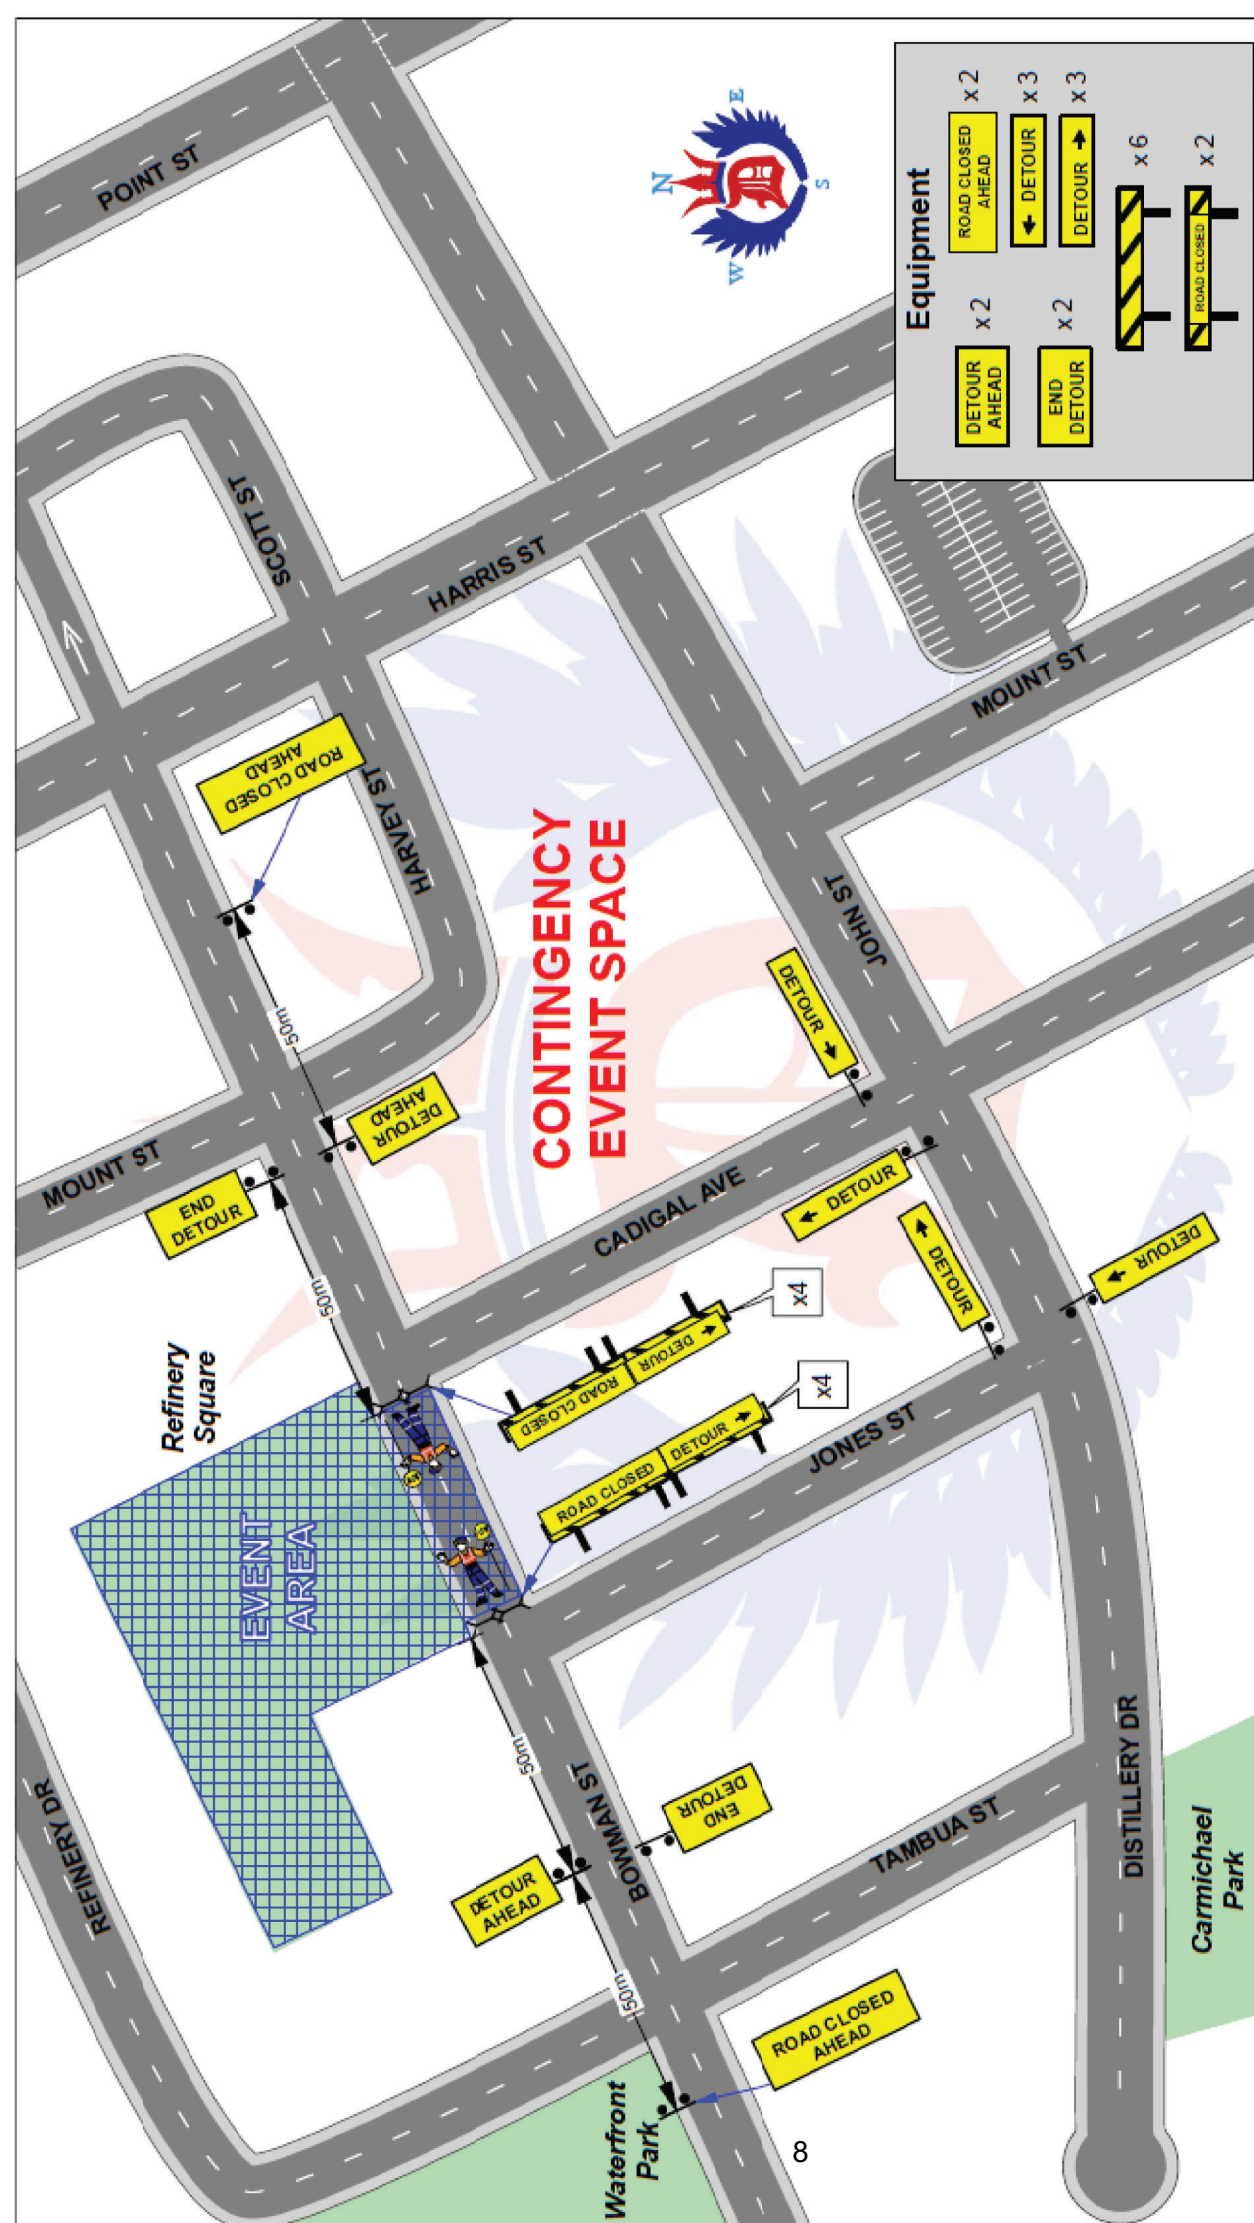 REFINERY DR
MOUNT ST
POINT ST
EVENT
AREA
Refinery
Square
END
DETOUR
ROAD CLOSED
AHEAD
SCOTT ST
HARVEY ST
HARRIS ST
50m
50m
50m
50m
DETOUR
AHEAD
DETOUR
AHEAD
BOWMAN ST
END
DETOUR
Waterfront
Park
ROAD CLOSED
AHEAD
ROAD CLOSED
DETOUR
x4
ROAD CLOSED
DETOUR
x4
CONTINGENCY
EVENT SPACE
CADIGAL AVE
JONES ST
TAMBUA ST
DETOUR
DETOUR
DETOUR
DETOUR
JOHN ST
MOUNT ST
DISTILLERY DR
Carmichael
Park
N
W
E
S
Equipment
DETOUR
AHEAD
x 2
ROAD CLOSED
AHEAD
x 2
END
DETOUR
x 2
DETOUR
x 3
DETOUR
x 3
x 6
ROAD CLOSED
x 2
8